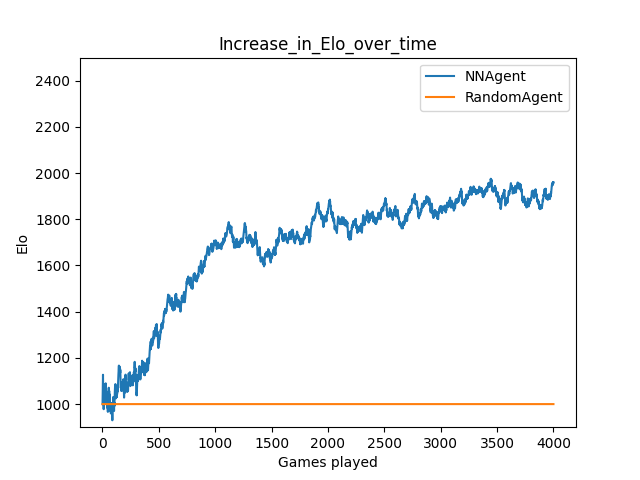 Increase_in_Elo_over_time
NNAgent
RandomAgent
2400
2200
2000
1800
1600
1400
1200
1000
Elo
0 500 1000 1500 2000 2500 3000 3500 4000
Games played